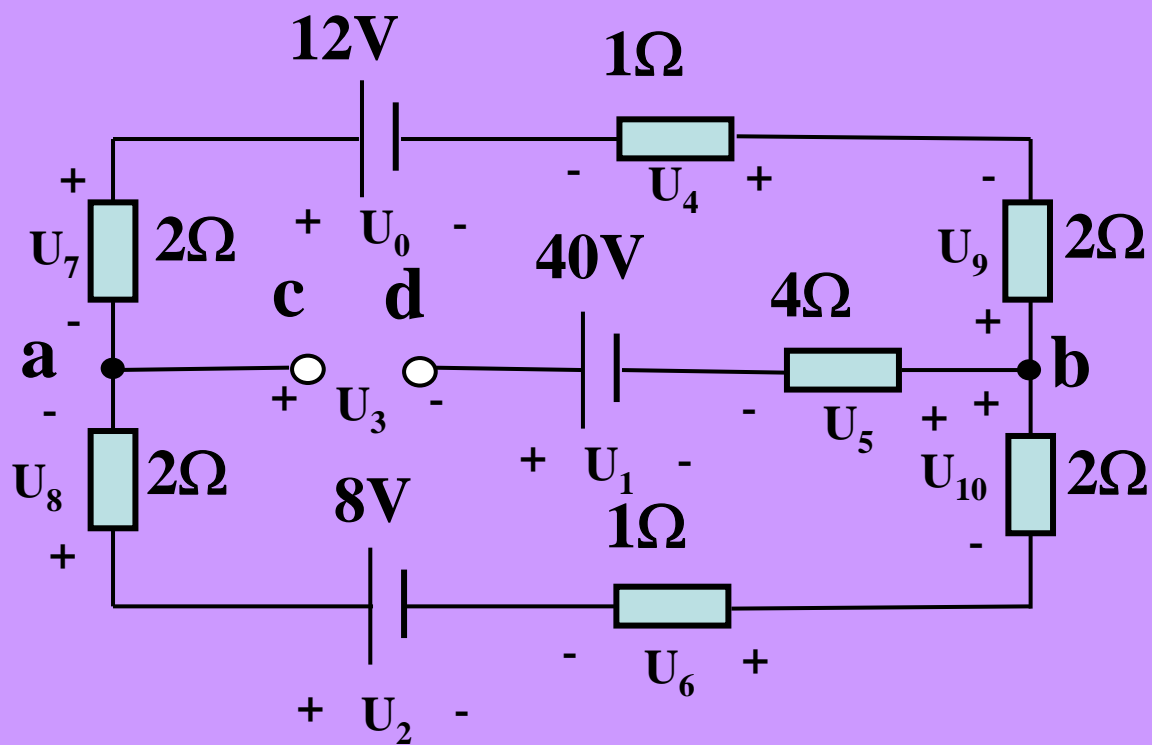 12V
1Ω
+ - U₄ + -
U₇ 2Ω + U₀ - 40V U₉ 2Ω
c d 4Ω
- +
a b
- + U₃ - - U₅ + +
U₈ 2Ω + U₁ - U₁₀ 2Ω
8V 1Ω
+ -
- U₆ +
+ U₂ -